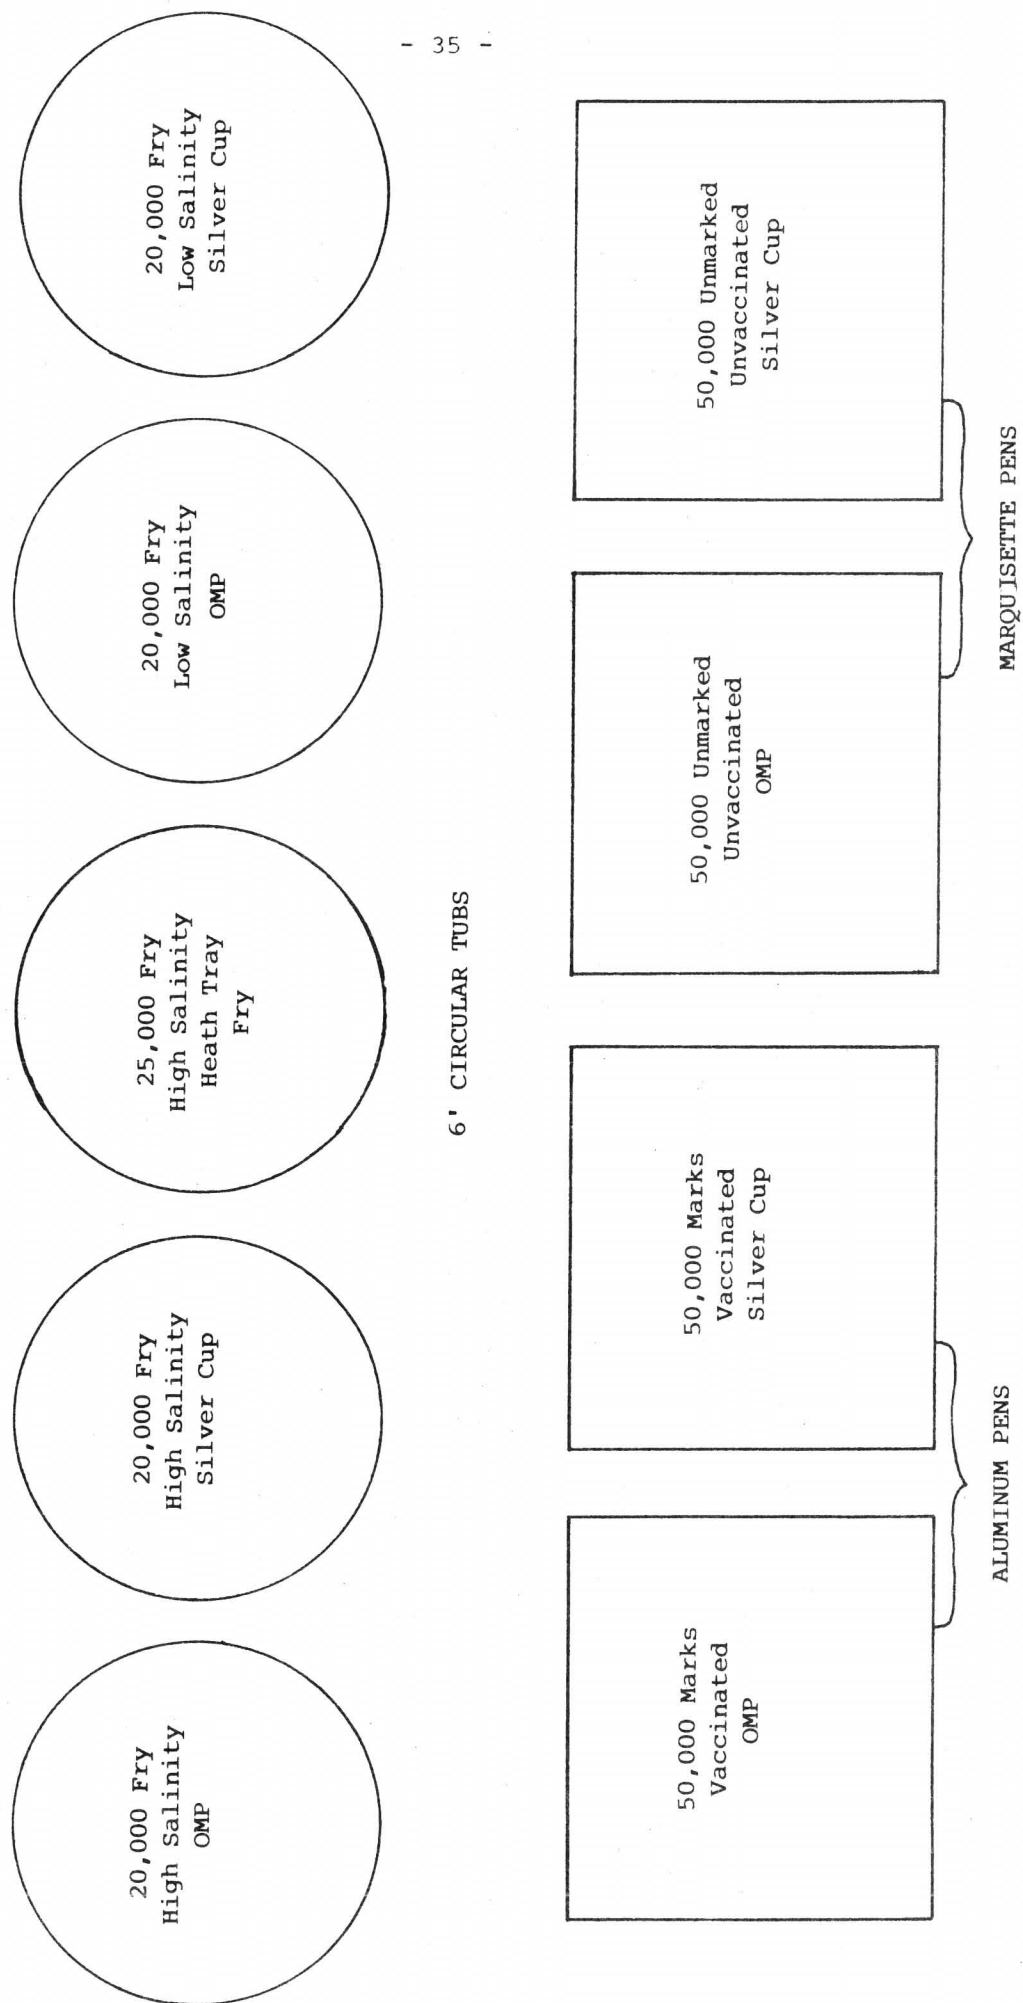 - 35 -
20,000 Fry
High Salinity
OMP
20,000 Fry
High Salinity
Silver Cup
25,000 Fry
High Salinity
Heath Tray
Fry
20,000 Fry
Low Salinity
OMP
20,000 Fry
Low Salinity
Silver Cup
6' CIRCULAR TUBS
50,000 Marks
Vaccinated
OMP
50,000 Marks
Vaccinated
Silver Cup
50,000 Unmarked
Unvaccinated
OMP
50,000 Unmarked
Unvaccinated
Silver Cup
ALUMINUM PENS
MARQUISETTE PENS